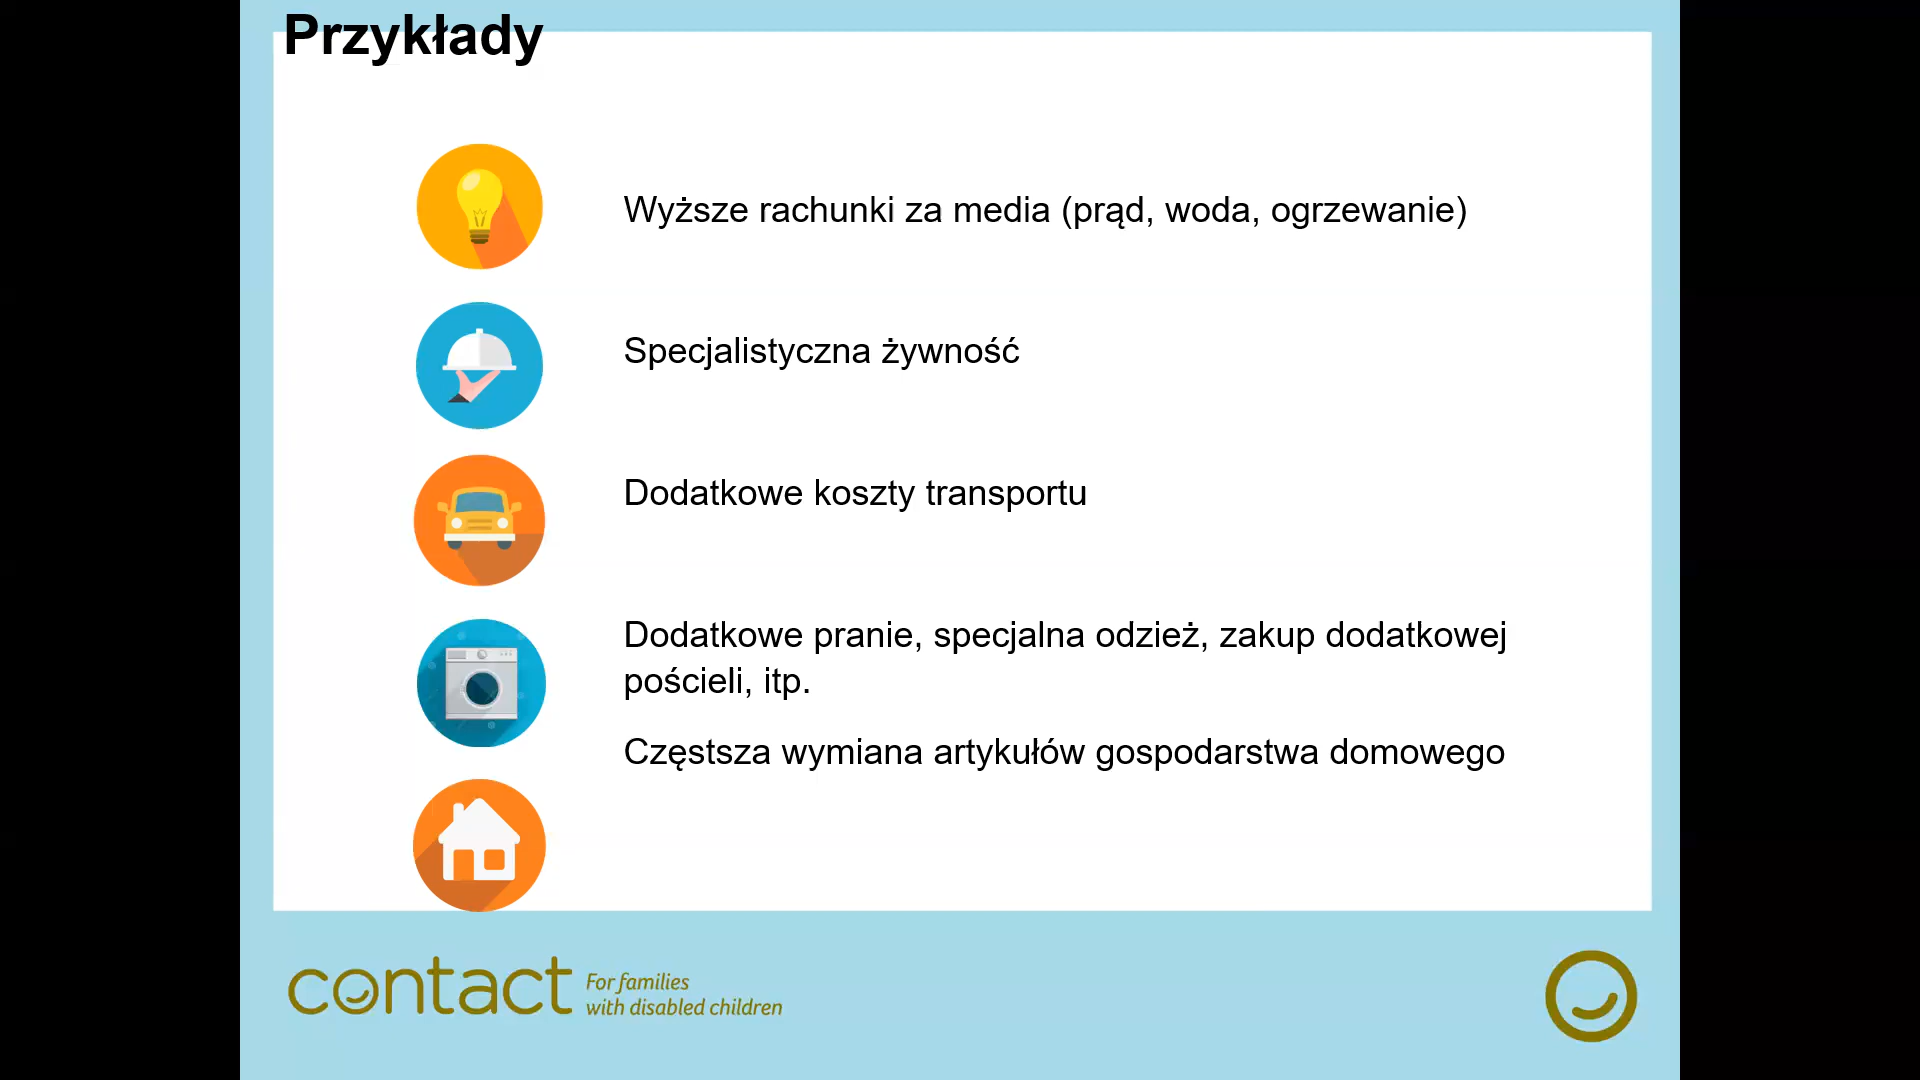 Przykłady
Wyższe rachunki za media (prąd, woda, ogrzewanie)
Specjalistyczna żywność
Dodatkowe koszty transportu
Dodatkowe pranie, specjalna odzież, zakup dodatkowej
pościeli, itp.
Częstsza wymiana artykułów gospodarstwa domowego
contact
For families
with disabled children